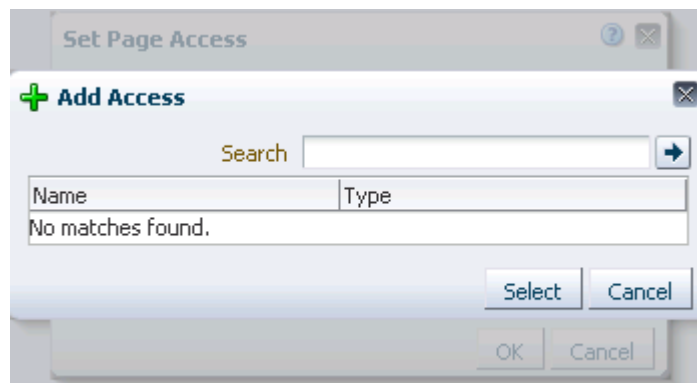 Set Page Access
Add Access
Search
Name Type
No matches found.
Select Cancel
OK Cancel